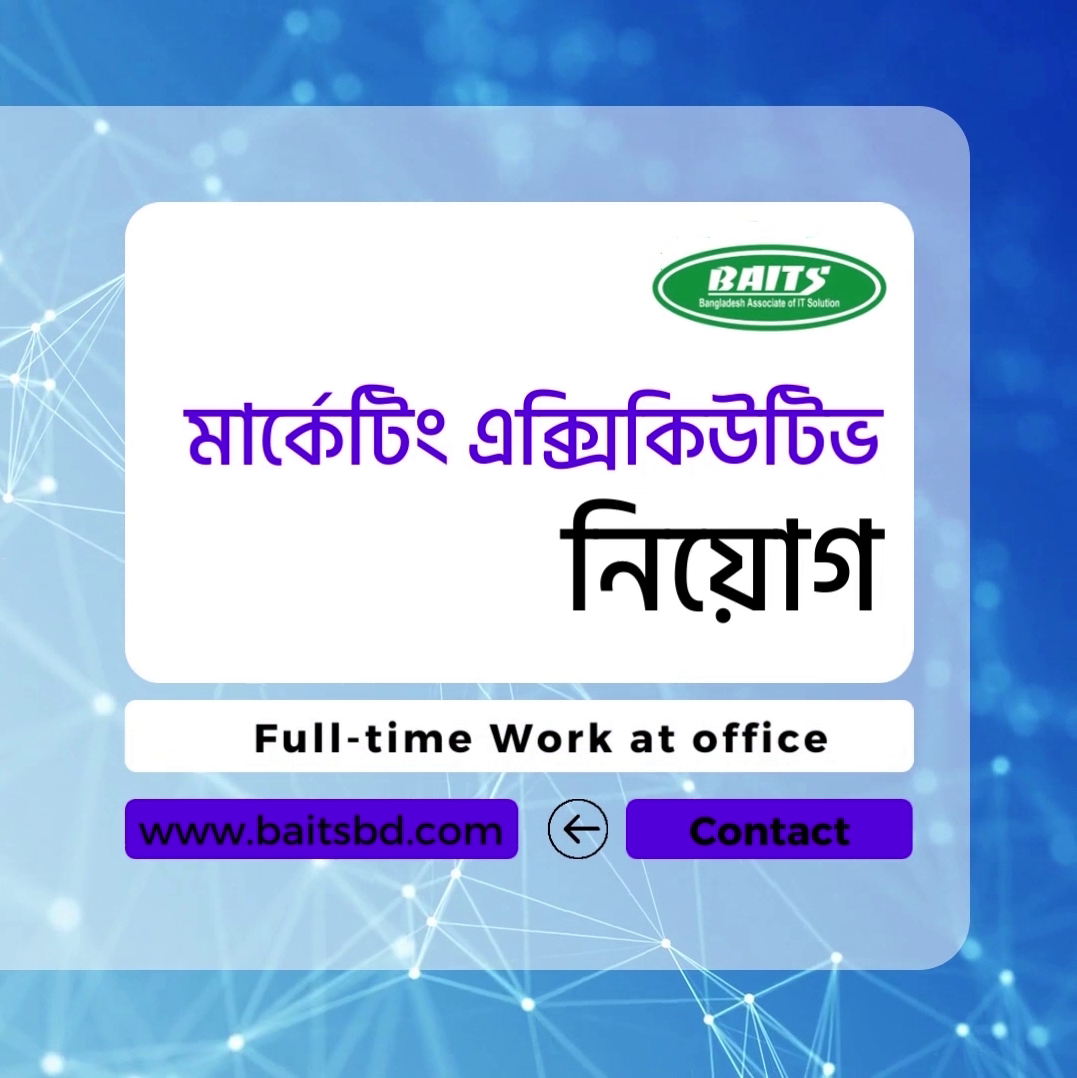 BAITS
Bangladesh Associate of IT Solution
মার্কেটিং এক্সিকিউটিভ
নিয়োগ
Full-time Work at office
www.baitsbd.com
Contact